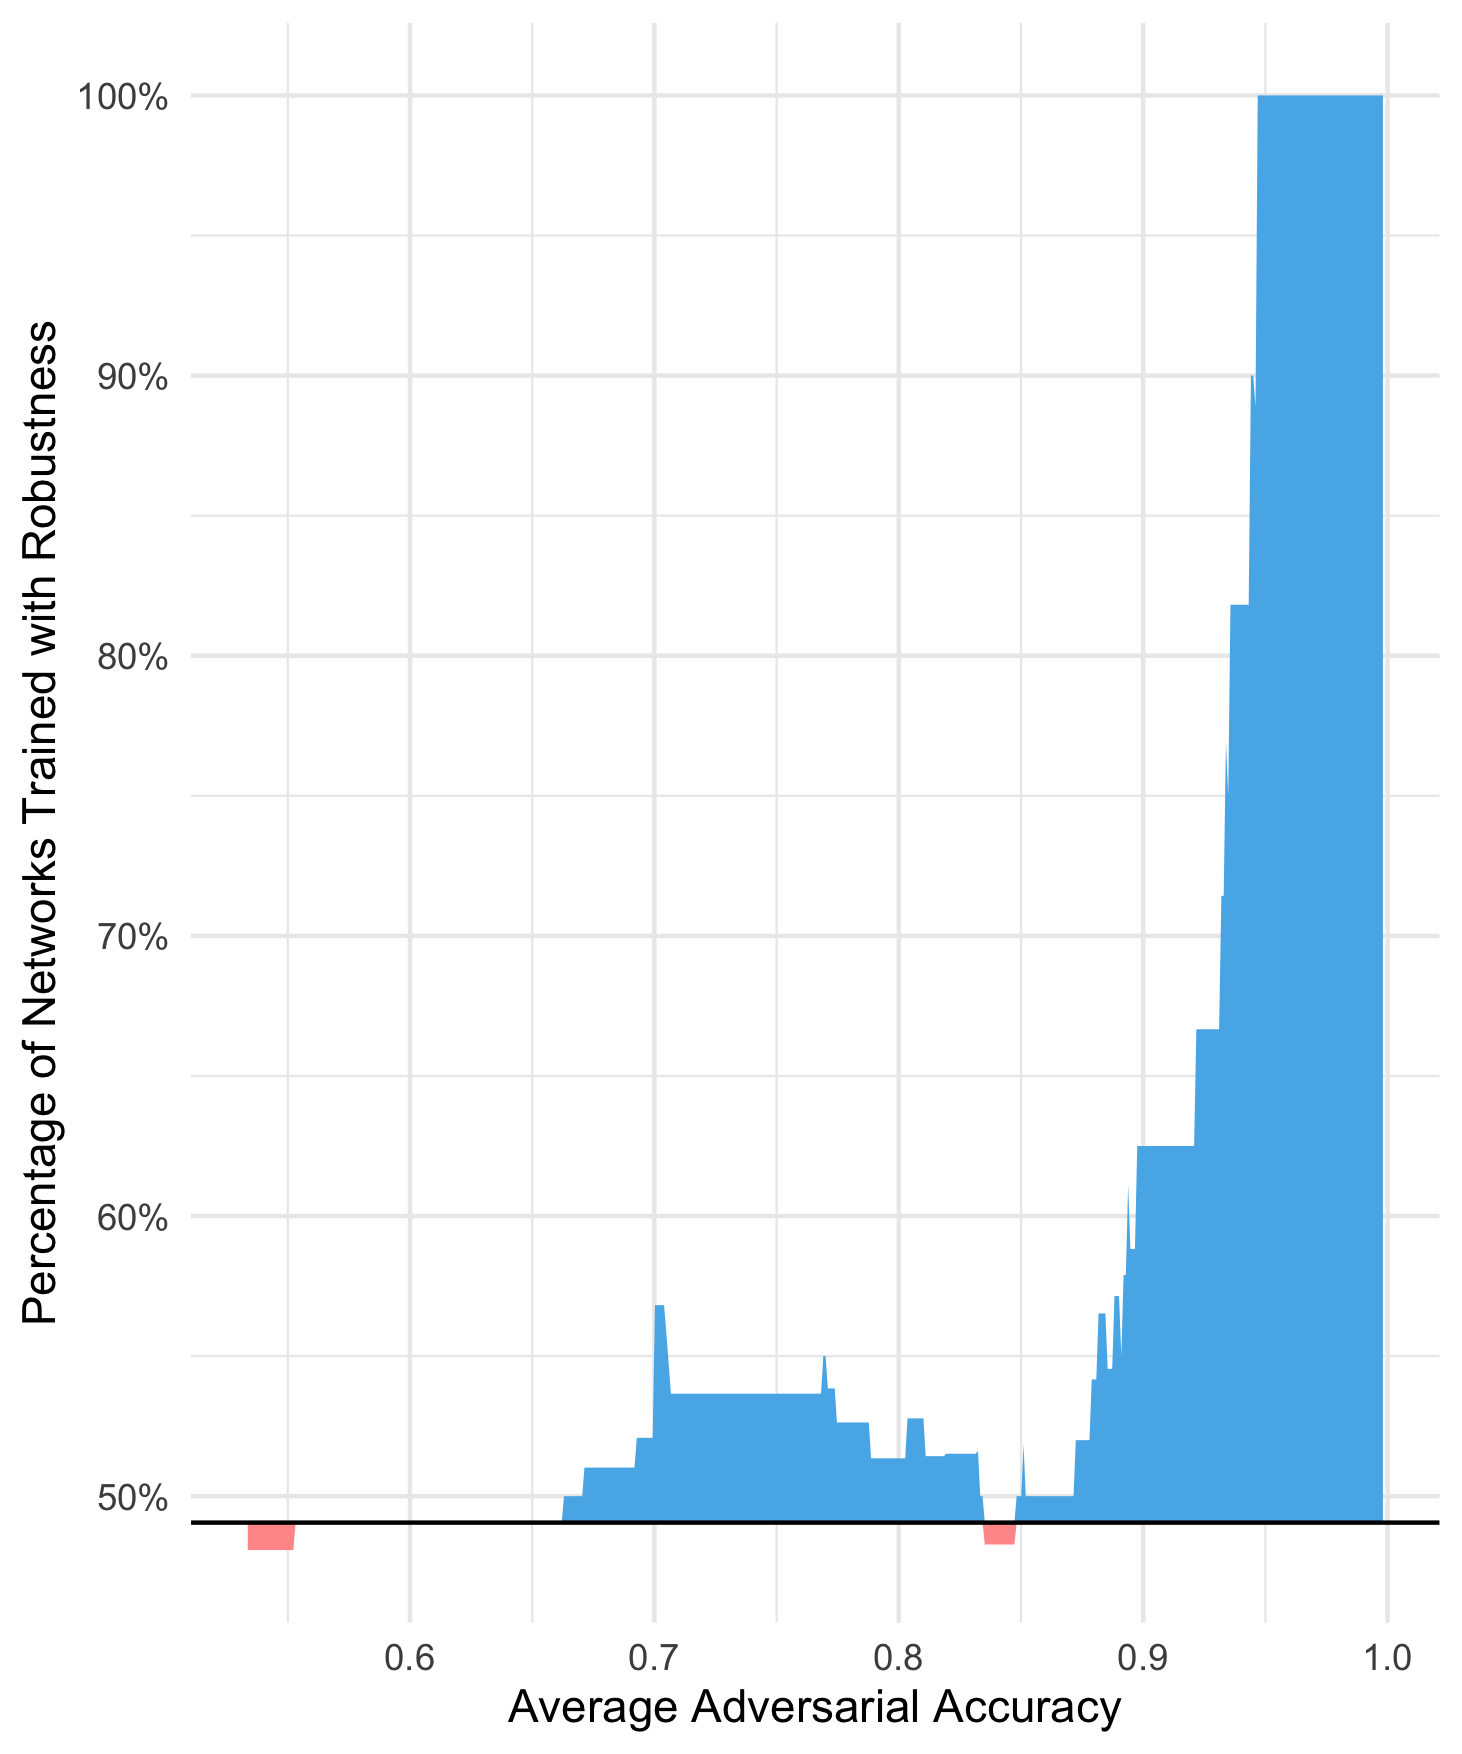 Percentage of Networks Trained with Robustness
100%
90%
80%
70%
60%
50%
0.6 0.7 0.8 0.9 1.0
Average Adversarial Accuracy